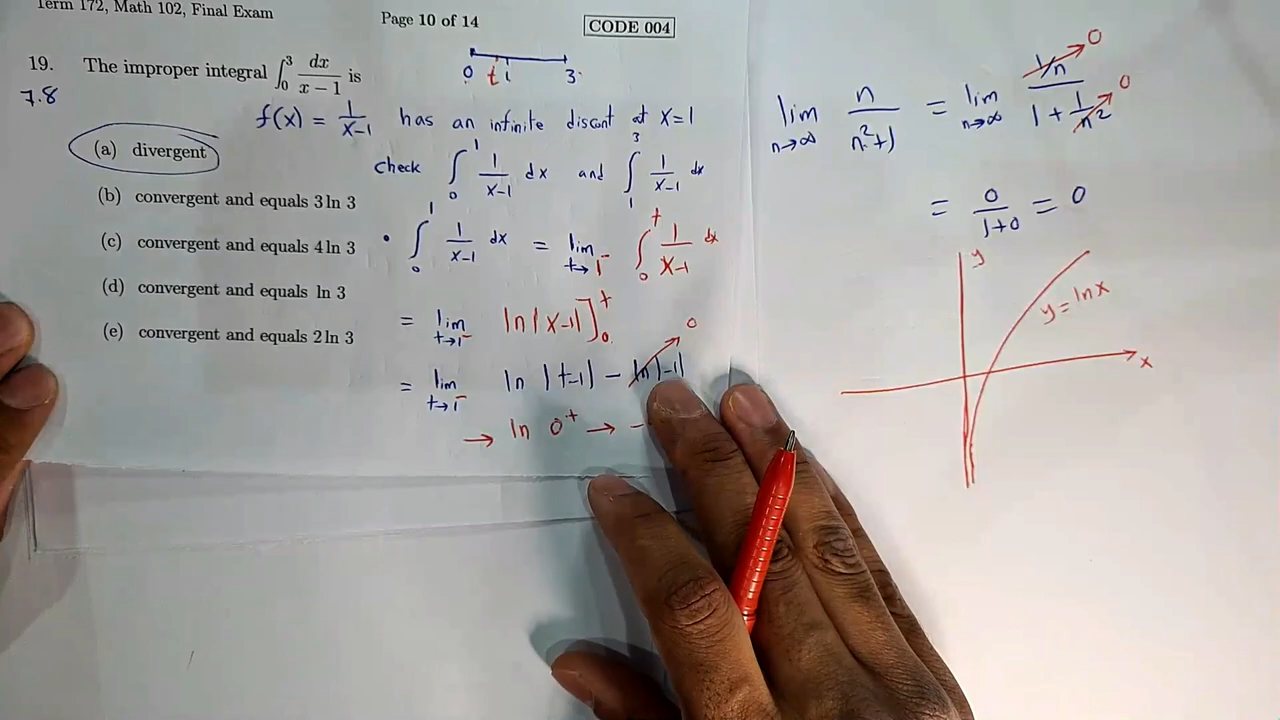 Term 172, Math 102, Final Exam
Page 10 of 14
CODE 004
19. The improper integral ∫₀³ dx/(x − 1) is
7.8
0 t 1 3
f(x) = 1/(x-1) has an infinite discont at x=1
(a) divergent
check ∫₀¹ 1/(x-1) dx and ∫₁³ 1/(x-1) dx
(b) convergent and equals 3 ln 3
(c) convergent and equals 4 ln 3
• ∫₀¹ 1/(x-1) dx = lim t→1⁻ ∫₀ᵗ 1/(x-1) dx
(d) convergent and equals ln 3
= lim t→1⁻ ln|x-1|]₀ᵗ
(e) convergent and equals 2 ln 3
= lim t→1⁻ ln |t-1| - ln|-1| 0
→ ln 0⁺ → -
lim n→∞ n/(n²+1) = lim n→∞ (1/n)/(1 + 1/n²) 0 0
= 0/(1+0) = 0
y
y = ln x
x